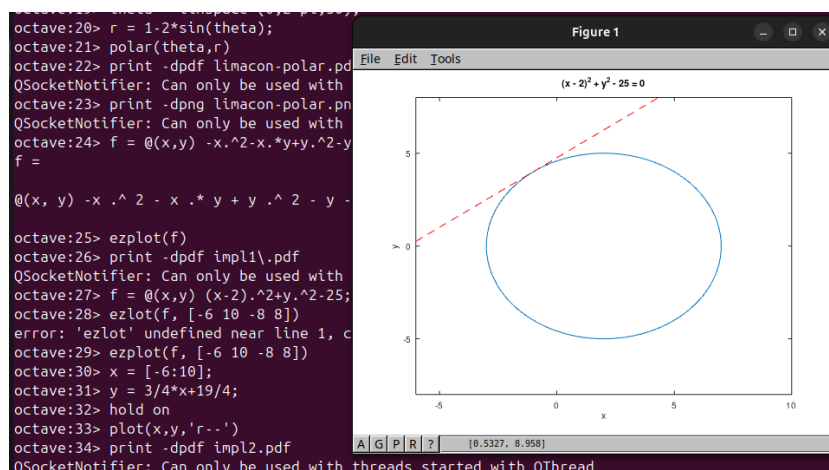 octave:20> r = 1-2*sin(theta);
octave:21> polar(theta,r)
octave:22> print -dpdf limacon-polar.pd
QSocketNotifier: Can only be used with
octave:23> print -dpng limacon-polar.pn
QSocketNotifier: Can only be used with
octave:24> f = @(x,y) -x.^2-x.*y+y.^2-y
f =
@(x, y) -x .^ 2 - x .* y + y .^ 2 - y -
octave:25> ezplot(f)
octave:26> print -dpdf impl1\.pdf
QSocketNotifier: Can only be used with
octave:27> f = @(x,y) (x-2).^2+y.^2-25;
octave:28> ezlot(f, [-6 10 -8 8])
error: 'ezlot' undefined near line 1, c
octave:29> ezplot(f, [-6 10 -8 8])
octave:30> x = [-6:10];
octave:31> y = 3/4*x+19/4;
octave:32> hold on
octave:33> plot(x,y,'r--')
octave:34> print -dpdf impl2.pdf
QSocketNotifier: Can only be used with threads started with QThread
Figure 1
File Edit Tools
(x - 2)² + y² - 25 = 0
5
y
0
-5
-5 0 5 10
x
A G P R ? [0.5327, 8.958]